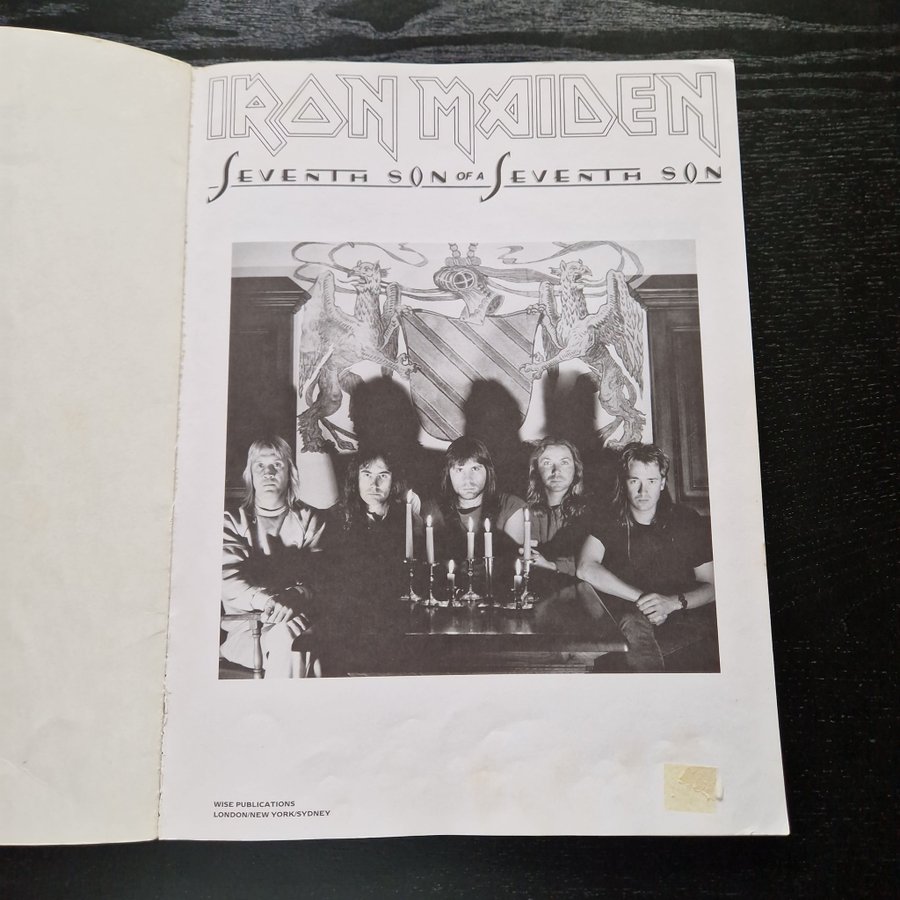 IRON MAIDEN
SEVENTH SON OF A SEVENTH SON
WISE PUBLICATIONS
LONDON/NEW YORK/SYDNEY